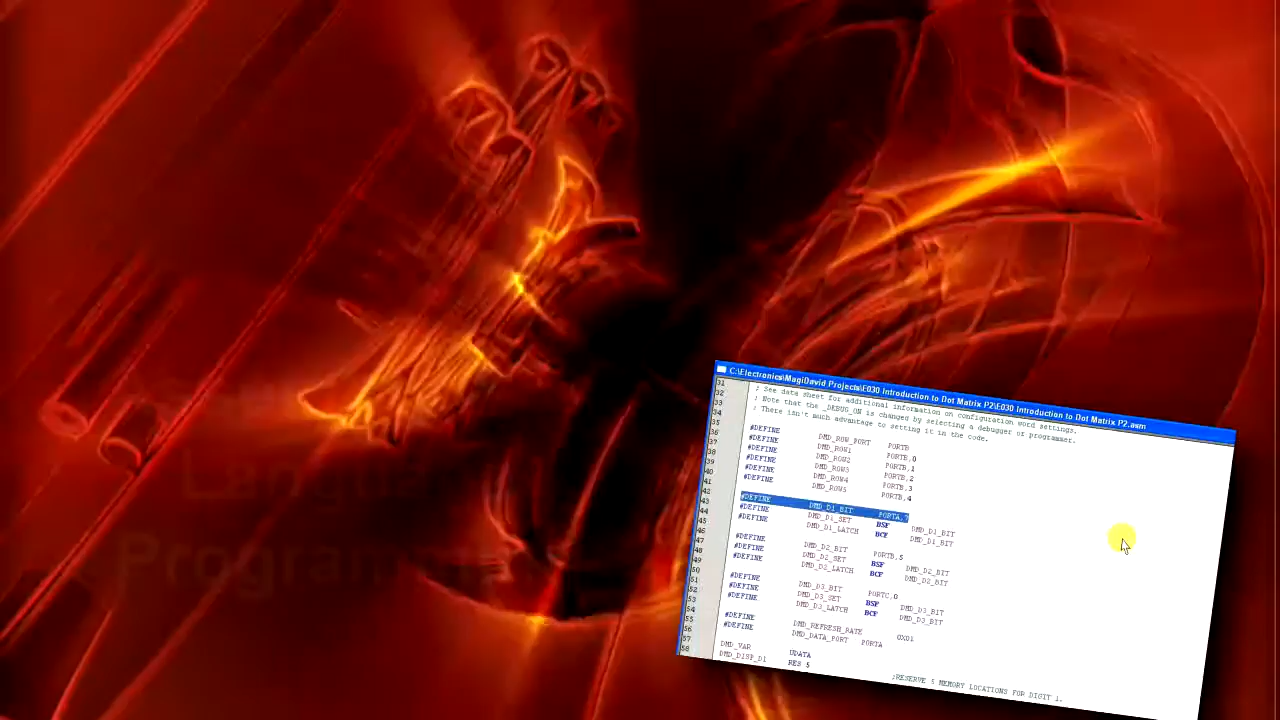 C:\Electronics\MagiDavid Projects\E030 Introduction to Dot Matrix P2\E030 Introduction to Dot Matrix P2.asm
31 ; See data sheet for additional information on configuration word settings.
32 ; Note that the _DEBUG_ON is changed by selecting a debugger of programmer.
33 ; There isn't much advantage to setting it in the code.
34
35 #DEFINE DMD_ROW_PORT PORTB
36 #DEFINE DMD_ROW1 PORTB,0
37 #DEFINE DMD_ROW2 PORTB,1
38 #DEFINE DMD_ROW3 PORTB,2
39 #DEFINE DMD_ROW4 PORTB,3
40 #DEFINE DMD_ROW5 PORTB,4
41
42 #DEFINE DMD_D1_BIT PORTA,7
43 #DEFINE DMD_D1_SET BSF DMD_D1_BIT
44 #DEFINE DMD_D1_LATCH BCF DMD_D1_BIT
45
46 #DEFINE DMD_D2_BIT PORTB,5
47 #DEFINE DMD_D2_SET BSF DMD_D2_BIT
48 #DEFINE DMD_D2_LATCH BCF DMD_D2_BIT
49
50 #DEFINE DMD_D3_BIT PORTC,0
51 #DEFINE DMD_D3_SET BSF DMD_D3_BIT
52 #DEFINE DMD_D3_LATCH BCF DMD_D3_BIT
53
54 #DEFINE DMD_REFRESH_RATE 0XD1
55 #DEFINE DMD_DATA_PORT PORTA
56
57 DMD_VAR UDATA
58 DMD_DISP_D1 RES 5 ;RESERVE 5 MEMORY LOCATIONS FOR DIGIT 1.